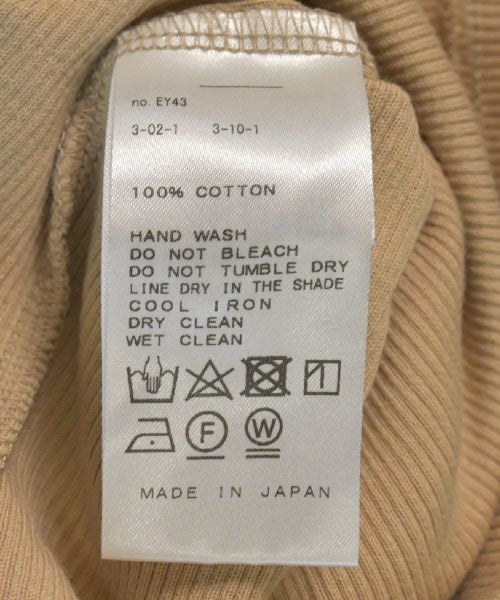 no. EY43
3-02-1 3-10-1
100% COTTON
HAND WASH
DO NOT BLEACH
DO NOT TUMBLE DRY
LINE DRY IN THE SHADE
COOL IRON
DRY CLEAN
WET CLEAN
F W
MADE IN JAPAN